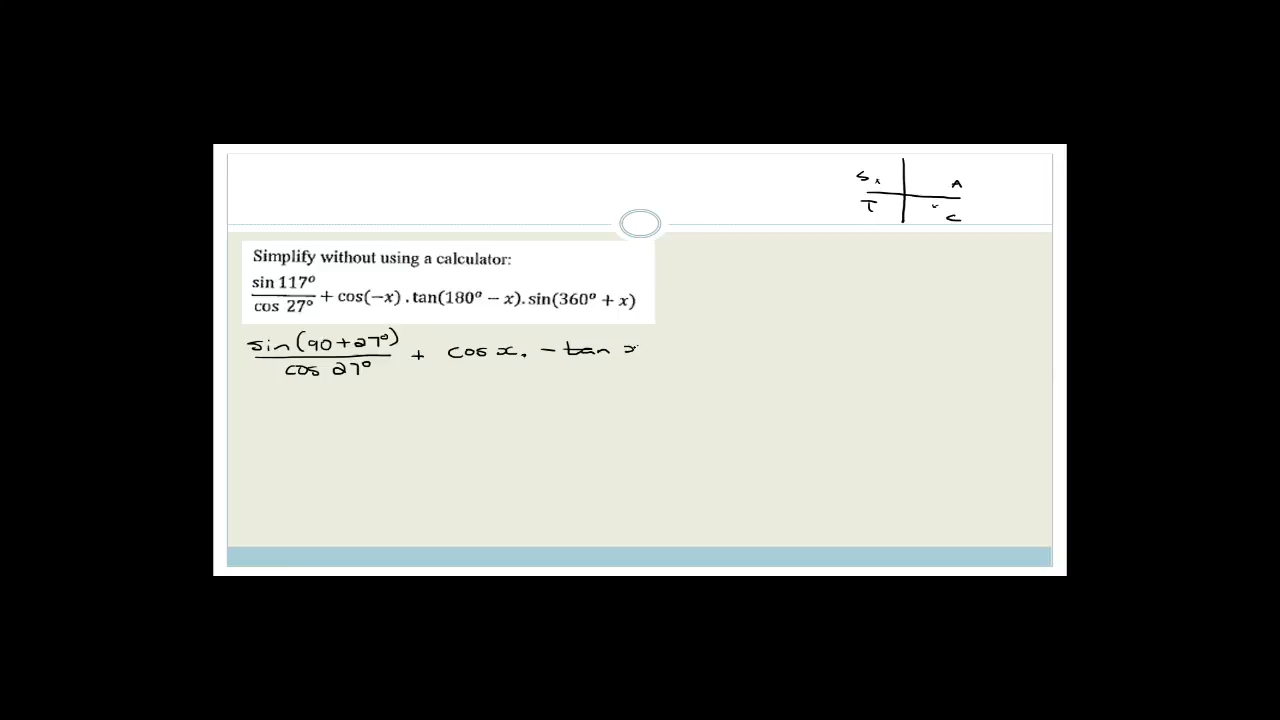 S A
T C
Simplify without using a calculator:
sin 117°
cos 27° + cos(−x) . tan(180° − x). sin(360° + x)
sin(90+27°)
cos 27° + cos x. − tan x